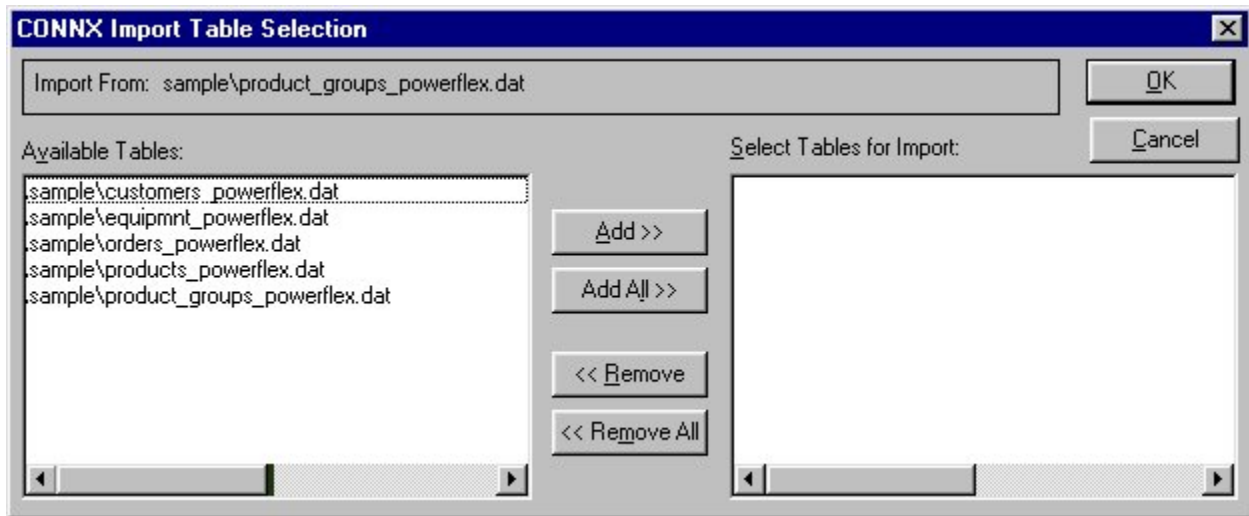 CONNX Import Table Selection
Import From: sample\product_groups_powerflex.dat
OK
Cancel
Available Tables:
.sample\customers_powerflex.dat
.sample\equipmnt_powerflex.dat
.sample\orders_powerflex.dat
.sample\products_powerflex.dat
.sample\product_groups_powerflex.dat
Add >>
Add All >>
<< Remove
<< Remove All
Select Tables for Import: